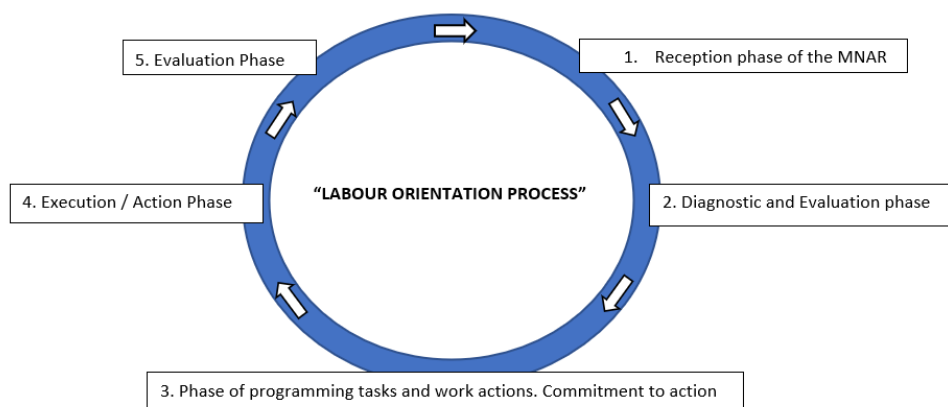 1. Reception phase of the MNAR
2. Diagnostic and Evaluation phase
3. Phase of programming tasks and work actions. Commitment to action
4. Execution / Action Phase
5. Evaluation Phase
“LABOUR ORIENTATION PROCESS”